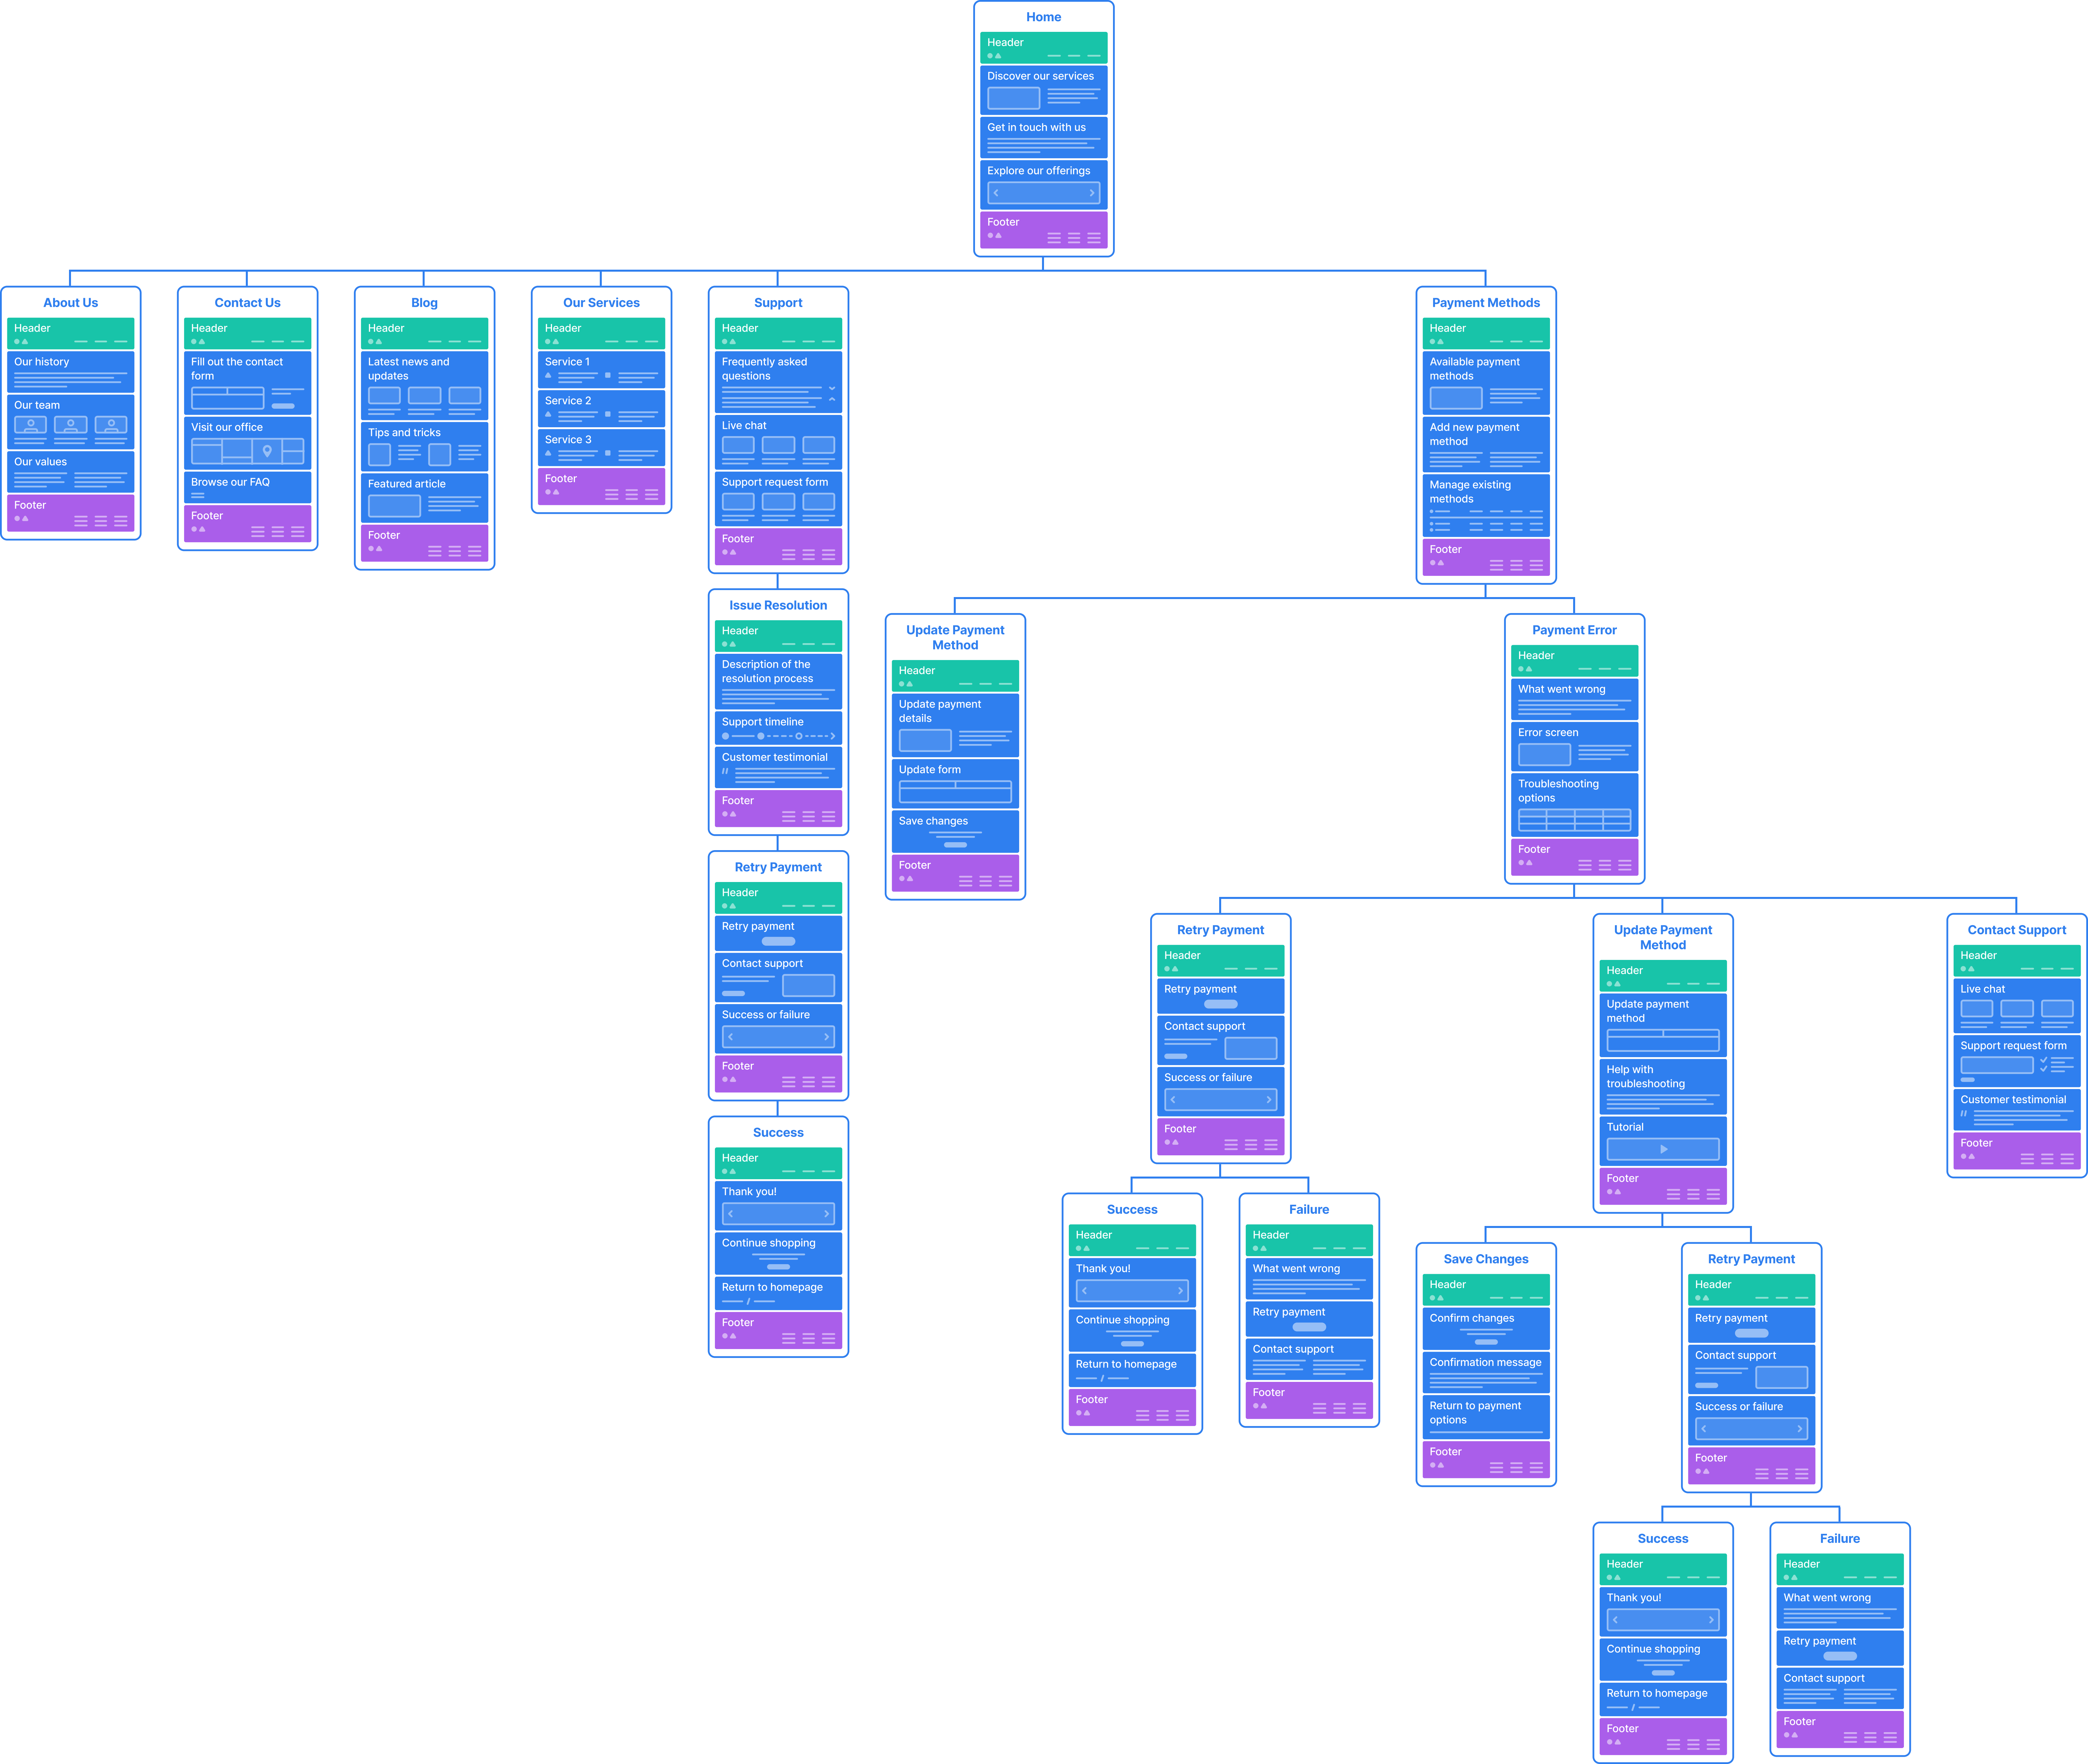 Home
Header
Discover our services
Get in touch with us
Explore our offerings
Footer
About Us
Header
Our history
Our team
Our values
Footer
Contact Us
Header
Fill out the contact
form
Visit our office
Browse our FAQ
Footer
Blog
Header
Latest news and
updates
Tips and tricks
Featured article
Footer
Our Services
Header
Service 1
Service 2
Service 3
Footer
Support
Header
Frequently asked
questions
Live chat
Support request form
Footer
Payment Methods
Header
Available payment
methods
Add new payment
method
Manage existing
methods
Footer
Issue Resolution
Header
Description of the
resolution process
Support timeline
Customer testimonial
Footer
Update Payment
Method
Header
Update payment
details
Update form
Save changes
Footer
Payment Error
Header
What went wrong
Error screen
Troubleshooting
options
Footer
Retry Payment
Header
Retry payment
Contact support
Success or failure
Footer
Retry Payment
Header
Retry payment
Contact support
Success or failure
Footer
Update Payment
Method
Header
Update payment
method
Help with
troubleshooting
Tutorial
Footer
Contact Support
Header
Live chat
Support request form
Customer testimonial
Footer
Success
Header
Thank you!
Continue shopping
Return to homepage
Footer
Success
Header
Thank you!
Continue shopping
Return to homepage
Footer
Failure
Header
What went wrong
Retry payment
Contact support
Footer
Save Changes
Header
Confirm changes
Confirmation message
Return to payment
options
Footer
Retry Payment
Header
Retry payment
Contact support
Success or failure
Footer
Success
Header
Thank you!
Continue shopping
Return to homepage
Footer
Failure
Header
What went wrong
Retry payment
Contact support
Footer